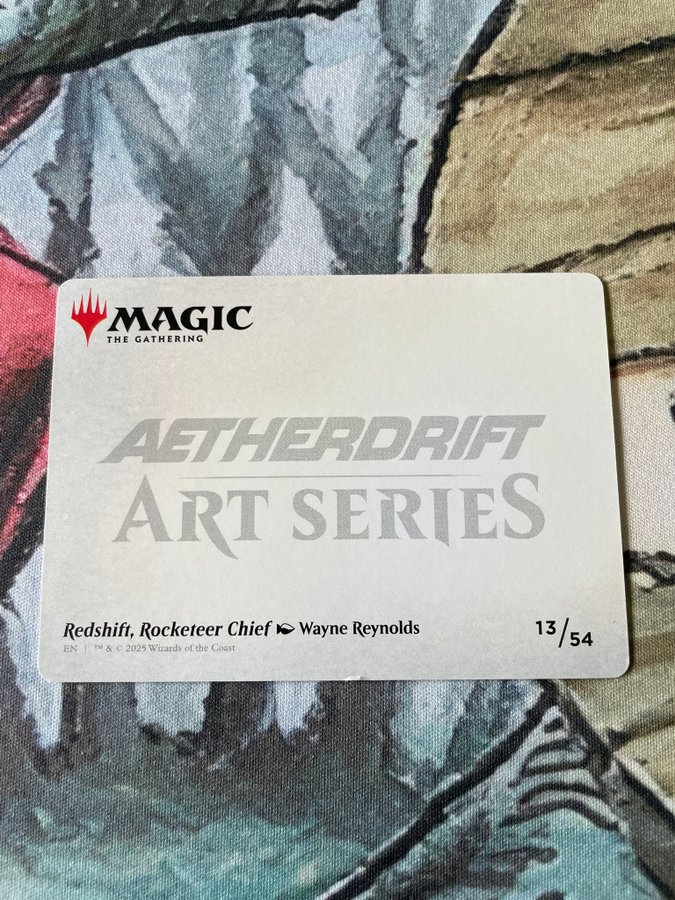 MAGIC
THE GATHERING
AETHERDRIFT
ART SERIES
Redshift, Rocketeer Chief Wayne Reynolds 13/54
EN | ™ & © 2025 Wizards of the Coast